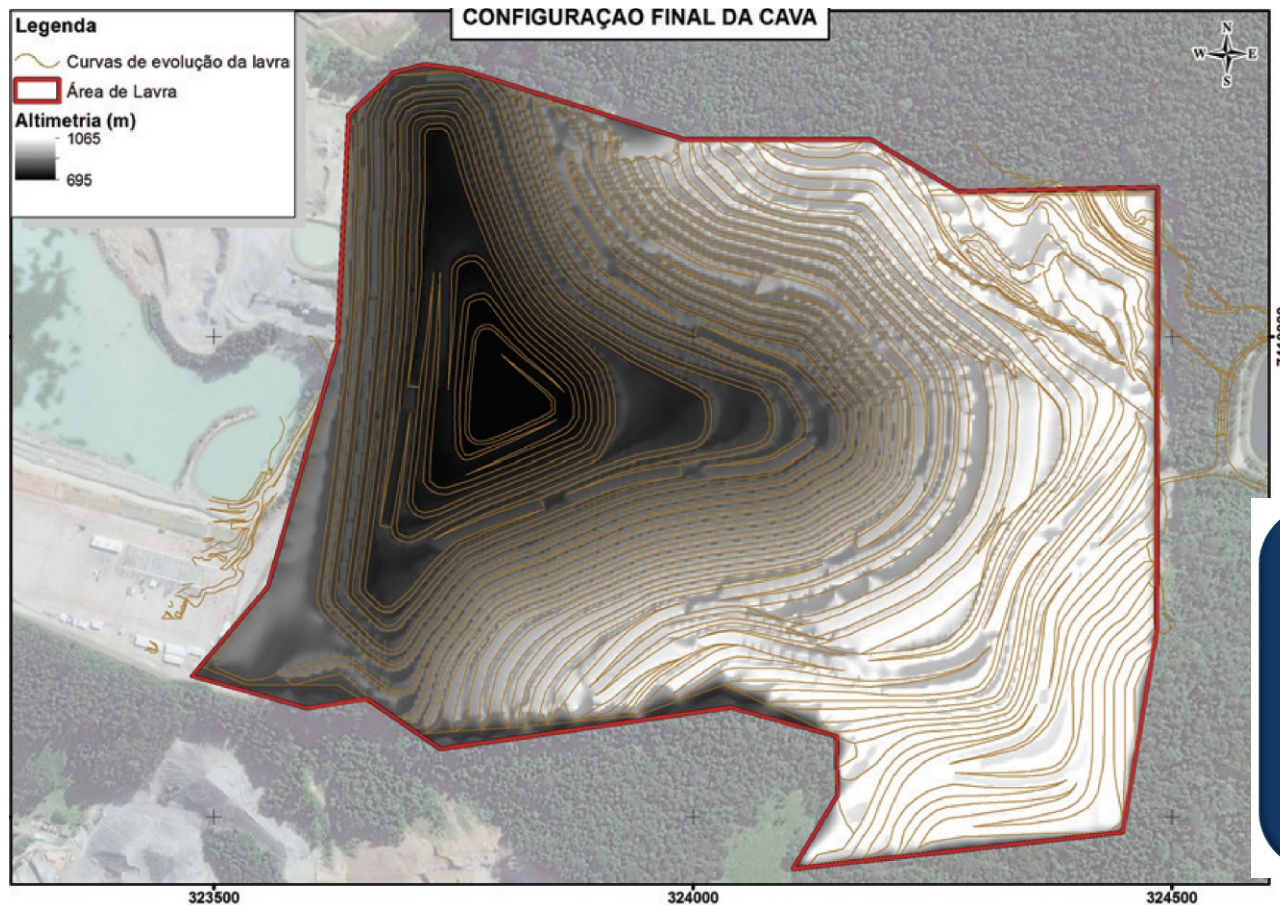 CONFIGURAÇAO FINAL DA CAVA
Legenda
Curvas de evolução da lavra
Área de Lavra
Altimetria (m)
1065
695
N
W
E
S
323500
324000
324500